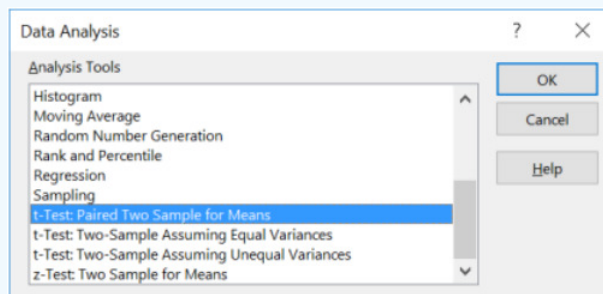 Data Analysis ? ×
Analysis Tools
Histogram
Moving Average
Random Number Generation
Rank and Percentile
Regression
Sampling
t-Test: Paired Two Sample for Means
t-Test: Two-Sample Assuming Equal Variances
t-Test: Two-Sample Assuming Unequal Variances
z-Test: Two Sample for Means
OK
Cancel
Help